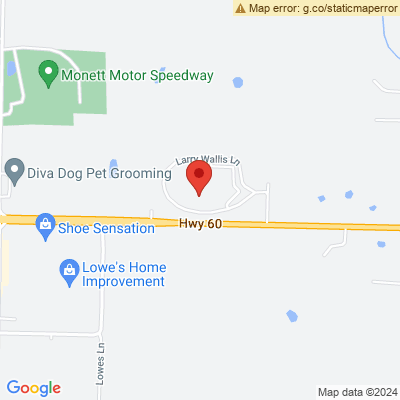 Map error: g.co/staticmaperror
Monett Motor Speedway
Larry Wallis Ln
Diva Dog Pet Grooming
Shoe Sensation
Hwy 60
Lowe's Home
Improvement
Lowes Ln
Google
Map data ©2024